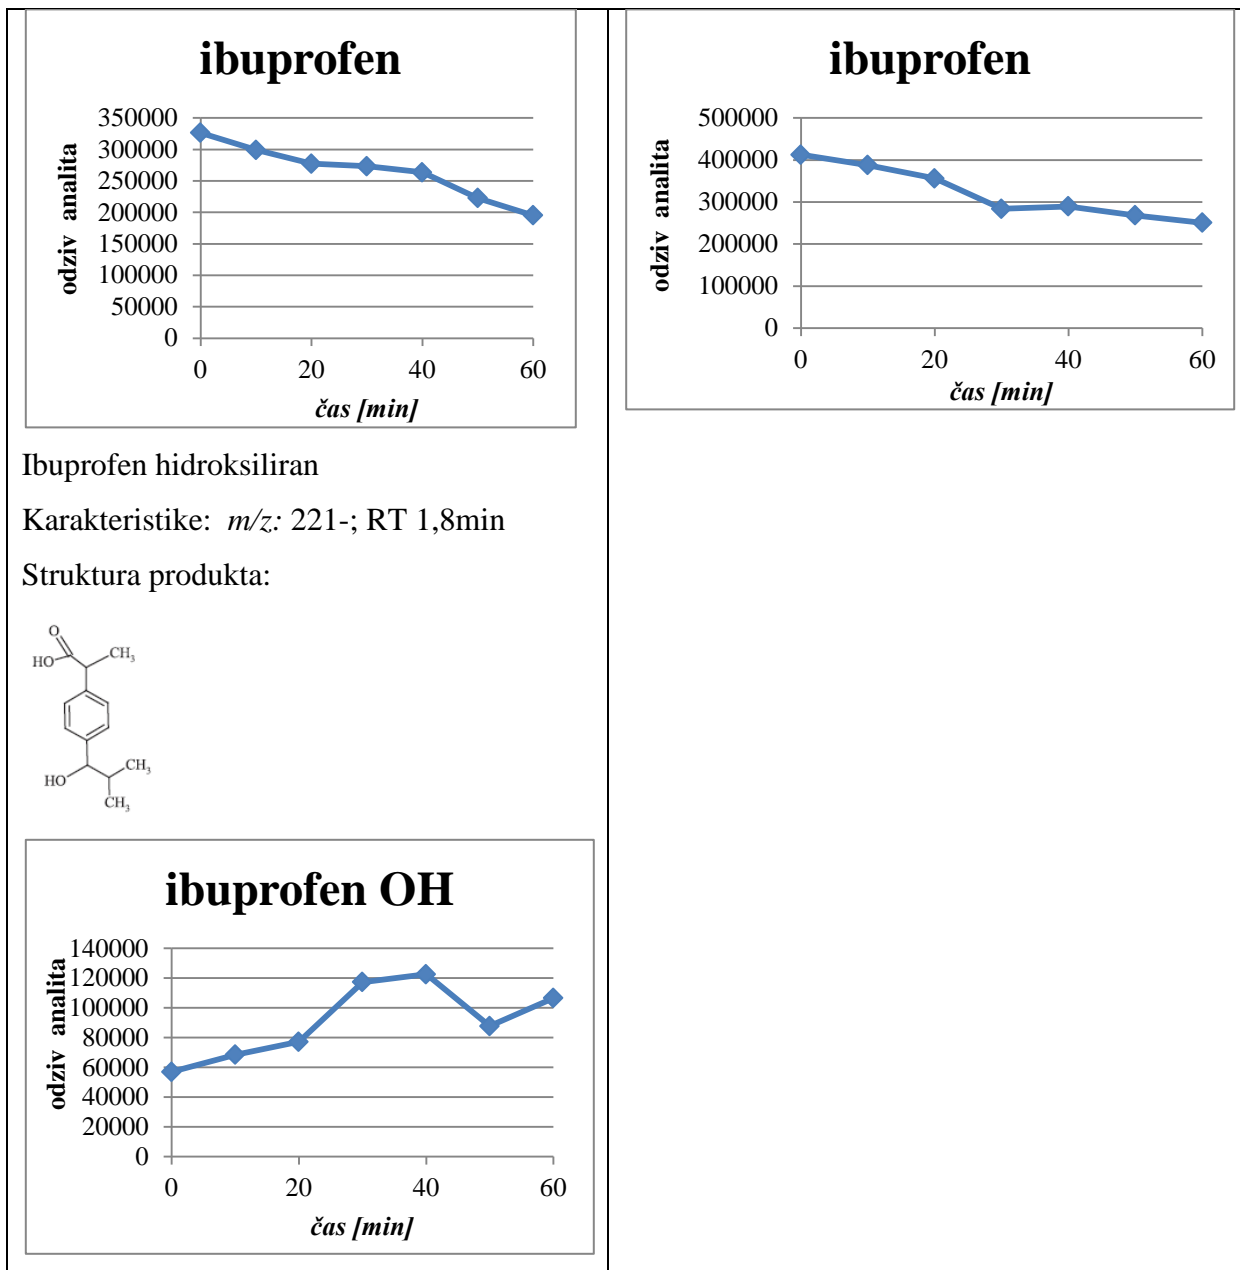 ibuprofen
odziv analita
350000
300000
250000
200000
150000
100000
50000
0
0 20 40 60
čas [min]
Ibuprofen hidroksiliran
Karakteristike: m/z: 221-; RT 1,8min
Struktura produkta:
O
HO
CH3
HO
CH3
CH3
ibuprofen OH
odziv analita
140000
120000
100000
80000
60000
40000
20000
0
0 20 40 60
čas [min]
ibuprofen
odziv analita
500000
400000
300000
200000
100000
0
0 20 40 60
čas [min]